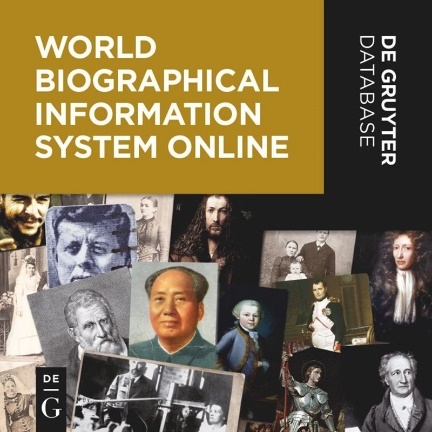 WORLD
BIOGRAPHICAL
INFORMATION
SYSTEM ONLINE
DE GRUYTER
DATABASE
DE
G